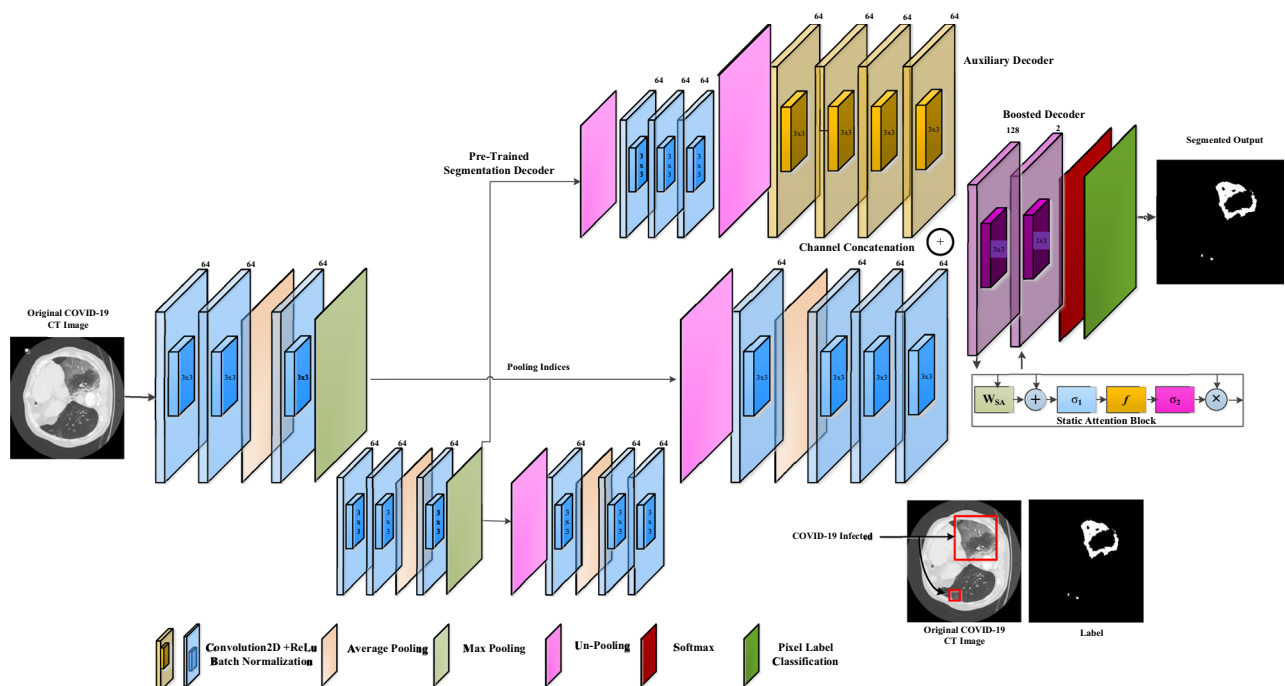 64 64 64 64
Auxiliary Decoder
64 64 64
3x3 3x3 3x3 3x3
Boosted Decoder
128 2
Segmented Output
Pre-Trained
Segmentation Decoder
3x3 3x3 3x3
3x3 1x1
Channel Concatenation +
64 64 64 64
64 64 64
Original COVID-19
CT Image
3x3 3x3 3x3
Pooling Indices
3x3 3x3 3x3 3x3
W_SA + σ1 f σ2 ×
Static Attention Block
64 64 64
64 64 64
3x3 3x3 3x3
3x3 3x3 3x3
COVID-19 Infected
Original COVID-19
CT Image
Label
Convolution2D +ReLu
Batch Normalization
Average Pooling
Max Pooling
Un-Pooling
Softmax
Pixel Label
Classification